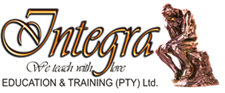 Integra
We teach with love
EDUCATION & TRAINING (PTY) Ltd.